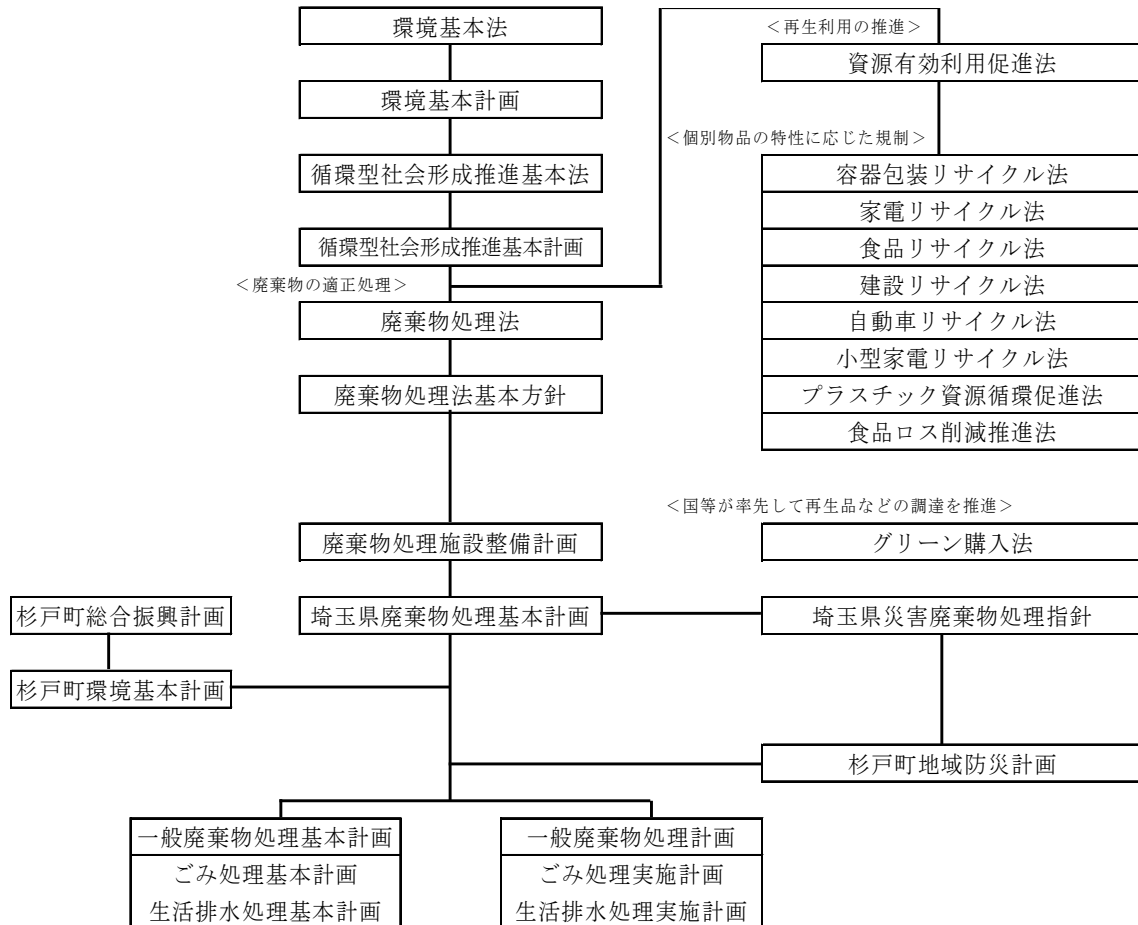 環境基本法
環境基本計画
循環型社会形成推進基本法
循環型社会形成推進基本計画
＜廃棄物の適正処理＞
廃棄物処理法
廃棄物処理法基本方針
廃棄物処理施設整備計画
埼玉県廃棄物処理基本計画
＜再生利用の推進＞
資源有効利用促進法
＜個別物品の特性に応じた規制＞
容器包装リサイクル法
家電リサイクル法
食品リサイクル法
建設リサイクル法
自動車リサイクル法
小型家電リサイクル法
プラスチック資源循環促進法
食品ロス削減推進法
＜国等が率先して再生品などの調達を推進＞
グリーン購入法
埼玉県災害廃棄物処理指針
杉戸町総合振興計画
杉戸町環境基本計画
杉戸町地域防災計画
一般廃棄物処理基本計画
ごみ処理基本計画
生活排水処理基本計画
一般廃棄物処理計画
ごみ処理実施計画
生活排水処理実施計画